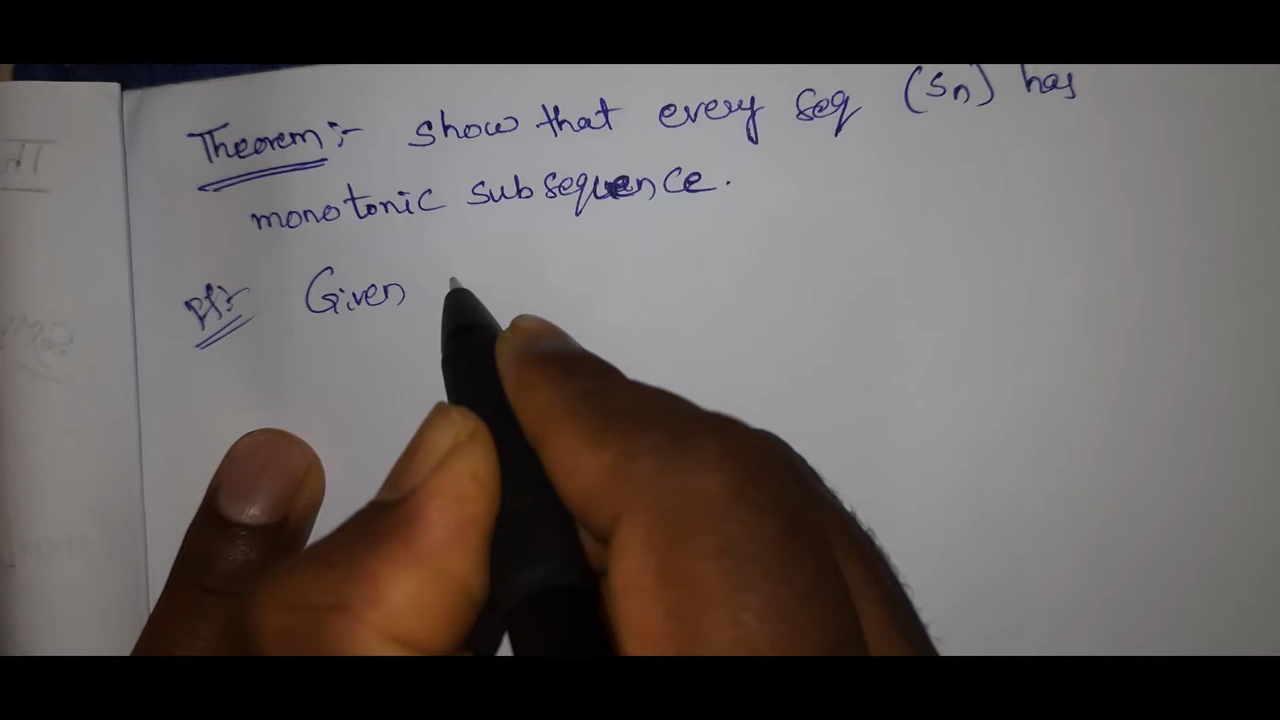 Theorem:- show that every seq (Sn) has
monotonic subsequence.
Pf:- Given